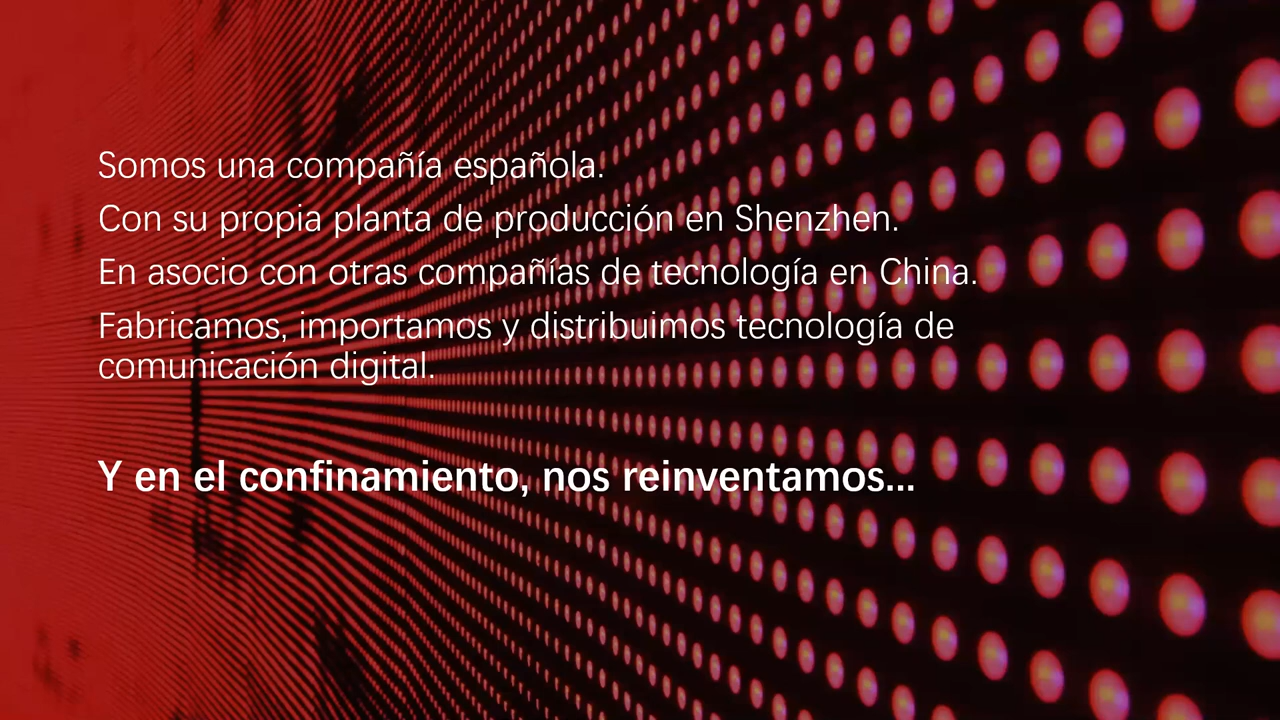 Somos una compañía española.
Con su propia planta de producción en Shenzhen.
En asocio con otras compañías de tecnología en China.
Fabricamos, importamos y distribuimos tecnología de
comunicación digital.
Y en el confinamiento, nos reinventamos...